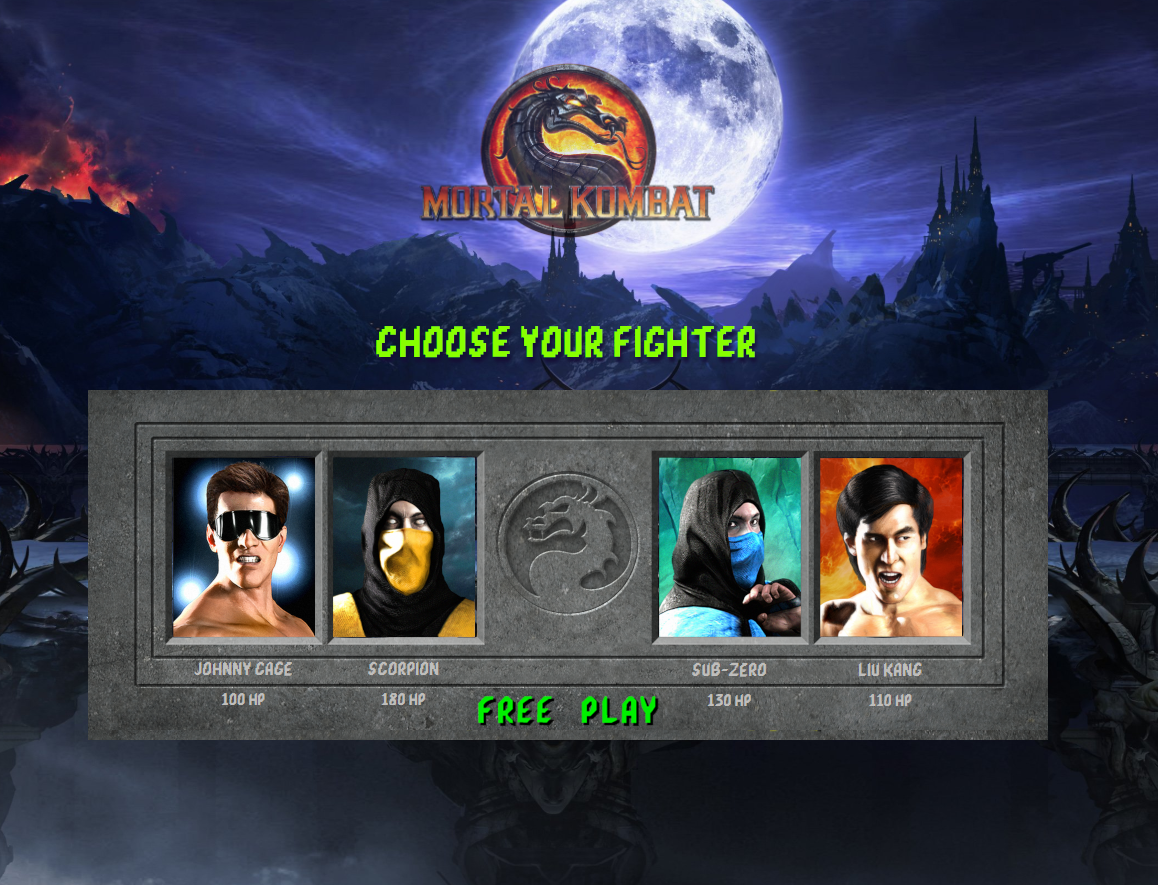 MORTAL KOMBAT
CHOOSE YOUR FIGHTER
JOHNNY CAGE
100 HP
SCORPION
180 HP
SUB-ZERO
130 HP
LIU KANG
110 HP
FREE PLAY